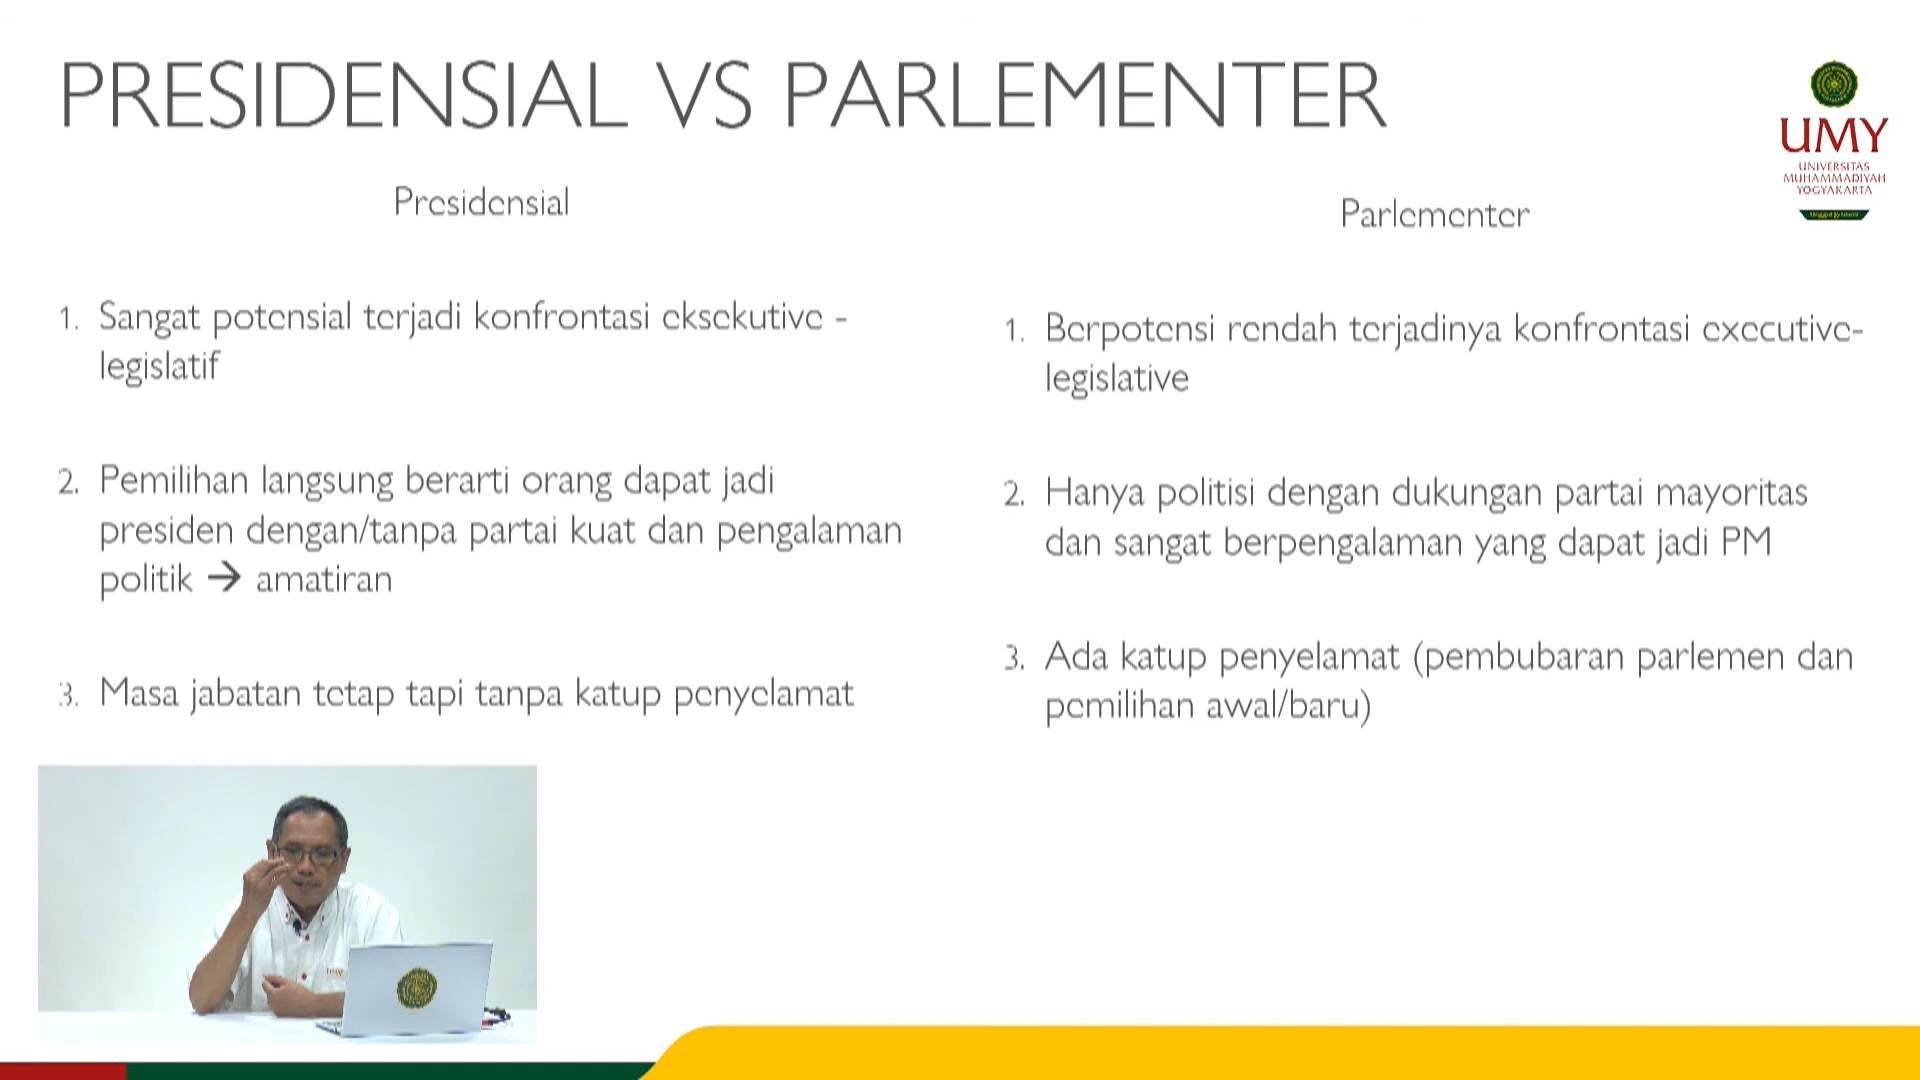 PRESIDENSIAL VS PARLEMENTER
UMY
UNIVERSITAS
MUHAMMADIYAH
YOGYAKARTA
Presidensial
1. Sangat potensial terjadi konfrontasi eksekutive -
legislatif
2. Pemilihan langsung berarti orang dapat jadi
presiden dengan/tanpa partai kuat dan pengalaman
politik → amatiran
3. Masa jabatan tetap tapi tanpa katup penyelamat
Parlementer
1. Berpotensi rendah terjadinya konfrontasi executive-
legislative
2. Hanya politisi dengan dukungan partai mayoritas
dan sangat berpengalaman yang dapat jadi PM
3. Ada katup penyelamat (pembubaran parlemen dan
pemilihan awal/baru)